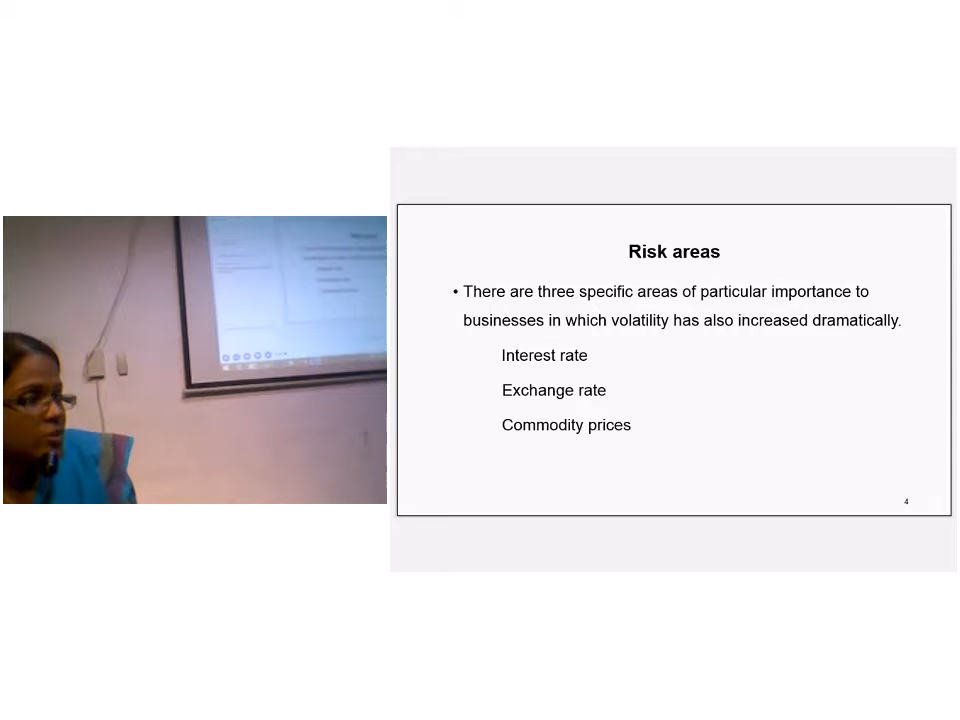 Risk areas
• There are three specific areas of particular importance to
businesses in which volatility has also increased dramatically.
Interest rate
Exchange rate
Commodity prices
4